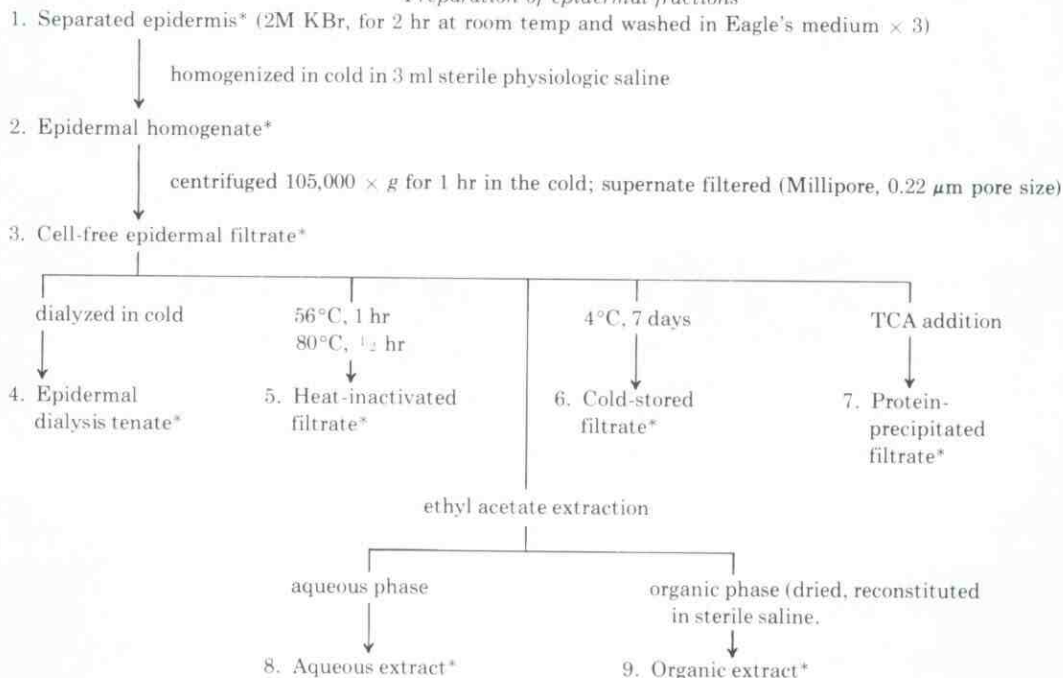 Preparation of epidermal fractions
1. Separated epidermis* (2M KBr, for 2 hr at room temp and washed in Eagle's medium × 3)
homogenized in cold in 3 ml sterile physiologic saline
2. Epidermal homogenate*
centrifuged 105,000 × g for 1 hr in the cold; supernate filtered (Millipore, 0.22 μm pore size)
3. Cell-free epidermal filtrate*
dialyzed in cold 56°C, 1 hr 4°C, 7 days TCA addition
80°C, ½ hr
4. Epidermal 5. Heat-inactivated 6. Cold-stored 7. Protein-
dialysis tenate* filtrate* filtrate* precipitated
filtrate*
ethyl acetate extraction
aqueous phase organic phase (dried, reconstituted
in sterile saline.
8. Aqueous extract* 9. Organic extract*